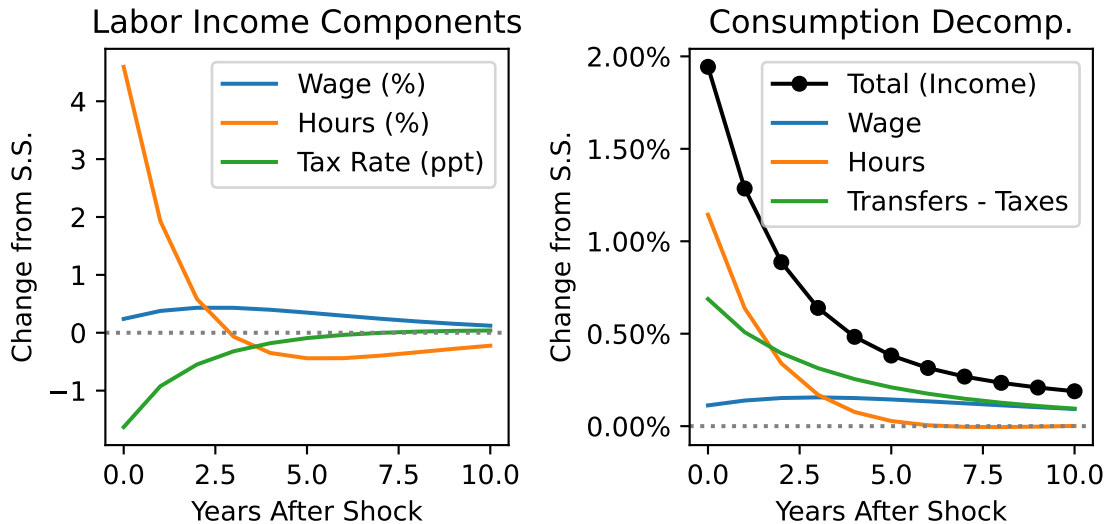 Labor Income Components
Change from S.S.
4
3
2
1
0
−1
Wage (%)
Hours (%)
Tax Rate (ppt)
0.0 2.5 5.0 7.5 10.0
Years After Shock
Consumption Decomp.
Change from S.S.
2.00%
1.50%
1.00%
0.50%
0.00%
Total (Income)
Wage
Hours
Transfers - Taxes
0.0 2.5 5.0 7.5 10.0
Years After Shock